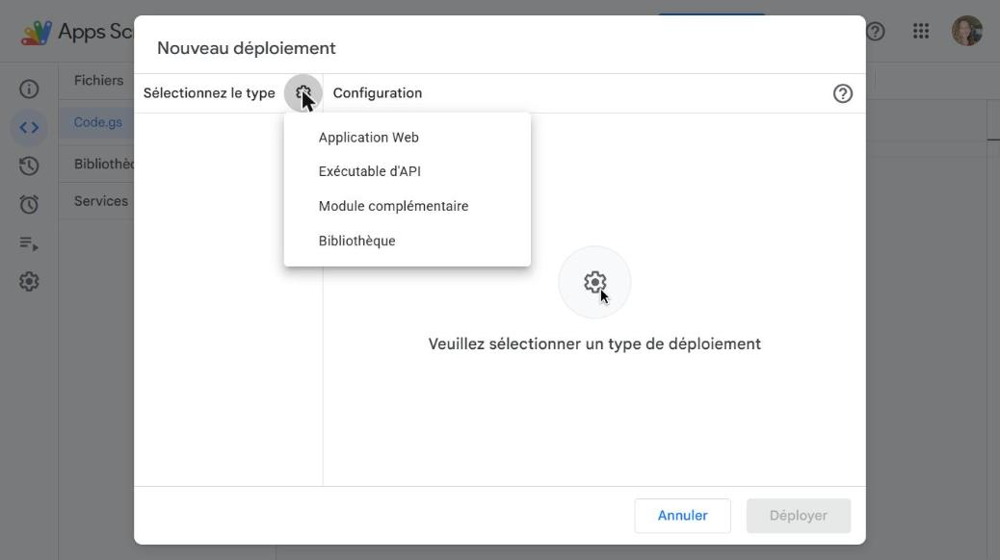 Apps Sc
Nouveau déploiement
Fichiers
Sélectionnez le type
Configuration
Code.gs
Application Web
Exécutable d'API
Bibliothèc
Module complémentaire
Services
Bibliothèque
Veuillez sélectionner un type de déploiement
Annuler
Déployer